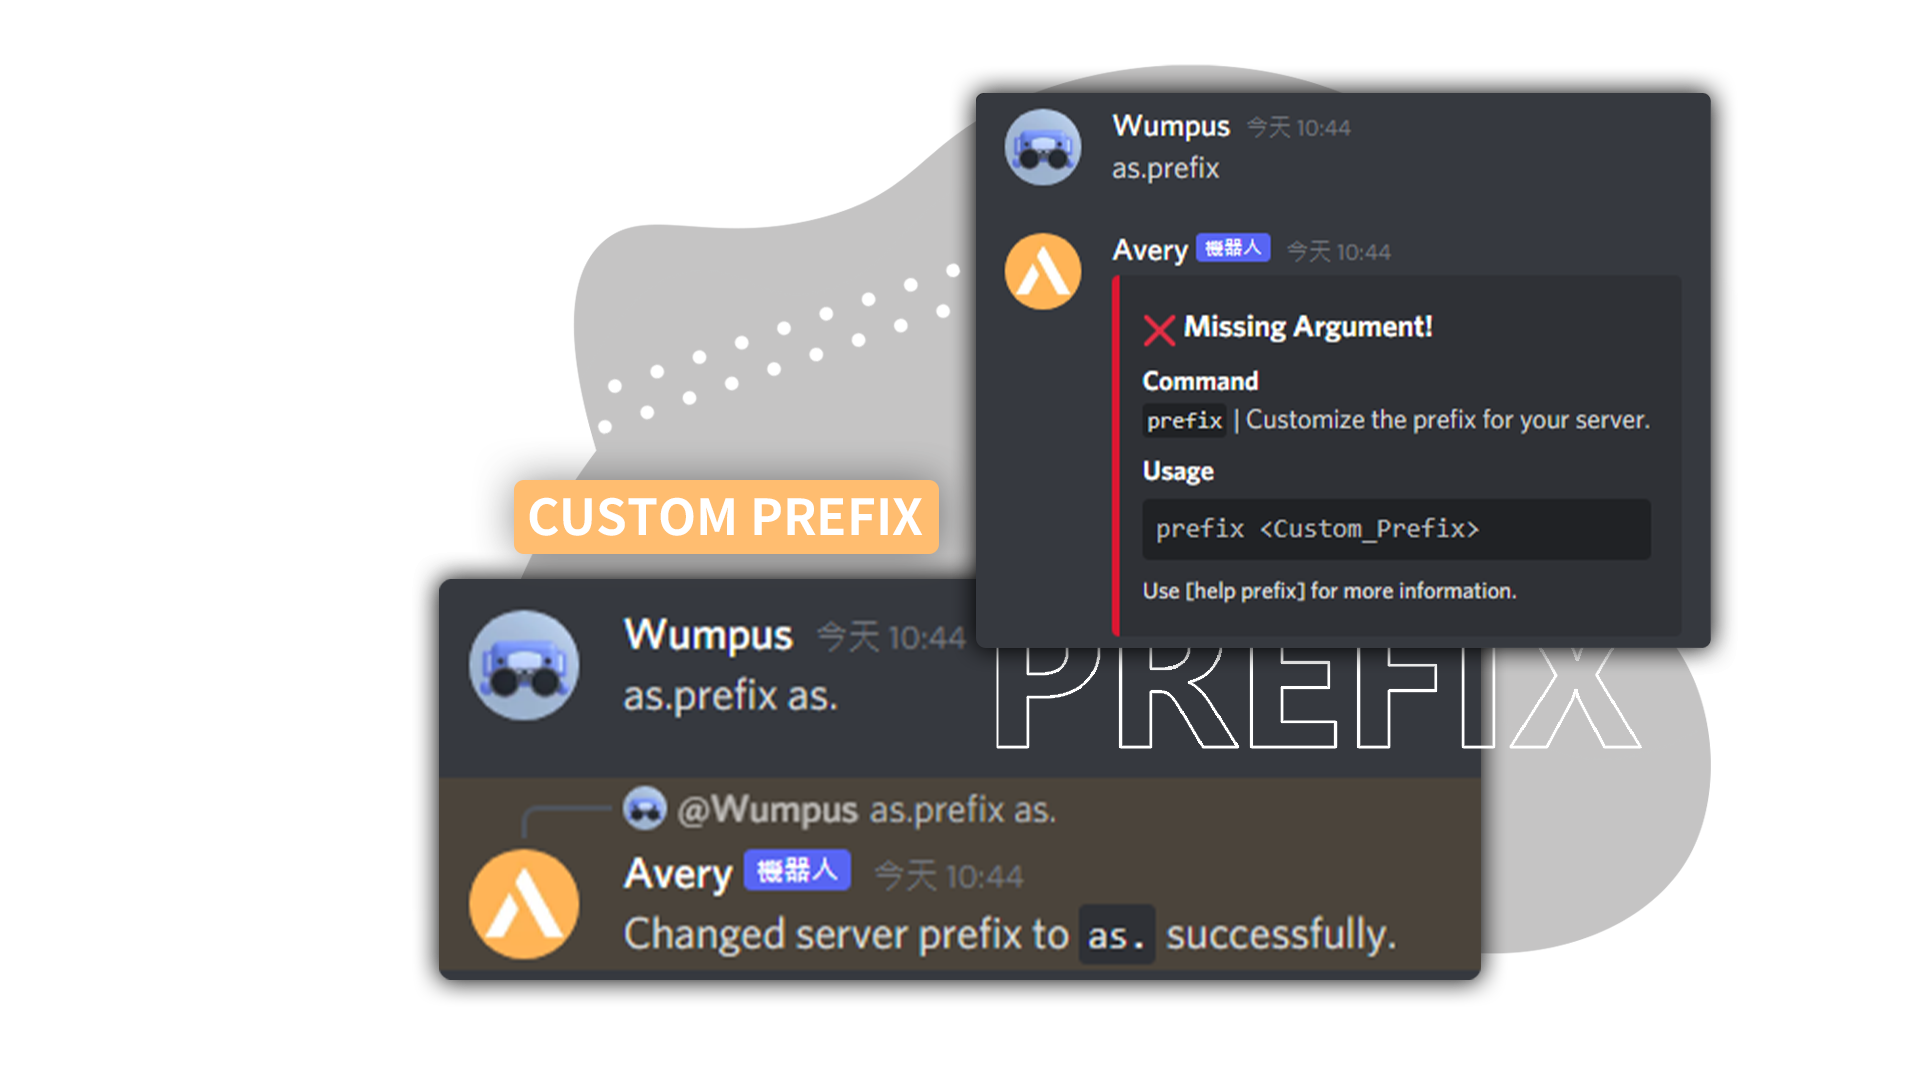 Wumpus 今天 10:44
as.prefix
Avery 機器人 今天 10:44
❌ Missing Argument!
Command
prefix | Customize the prefix for your server.
Usage
prefix <Custom_Prefix>
Use [help prefix] for more information.
CUSTOM PREFIX
PREFIX
Wumpus 今天 10:44
as.prefix as.
@Wumpus as.prefix as.
Avery 機器人 今天 10:44
Changed server prefix to as. successfully.